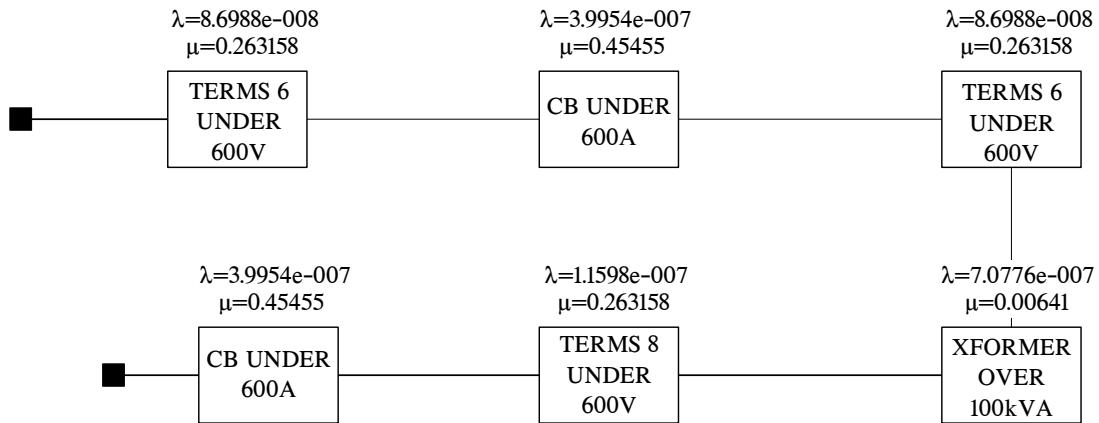 λ=8.6988e-008
μ=0.263158
TERMS 6
UNDER
600V
λ=3.9954e-007
μ=0.45455
CB UNDER
600A
λ=8.6988e-008
μ=0.263158
TERMS 6
UNDER
600V
λ=3.9954e-007
μ=0.45455
CB UNDER
600A
λ=1.1598e-007
μ=0.263158
TERMS 8
UNDER
600V
λ=7.0776e-007
μ=0.00641
XFORMER
OVER
100kVA